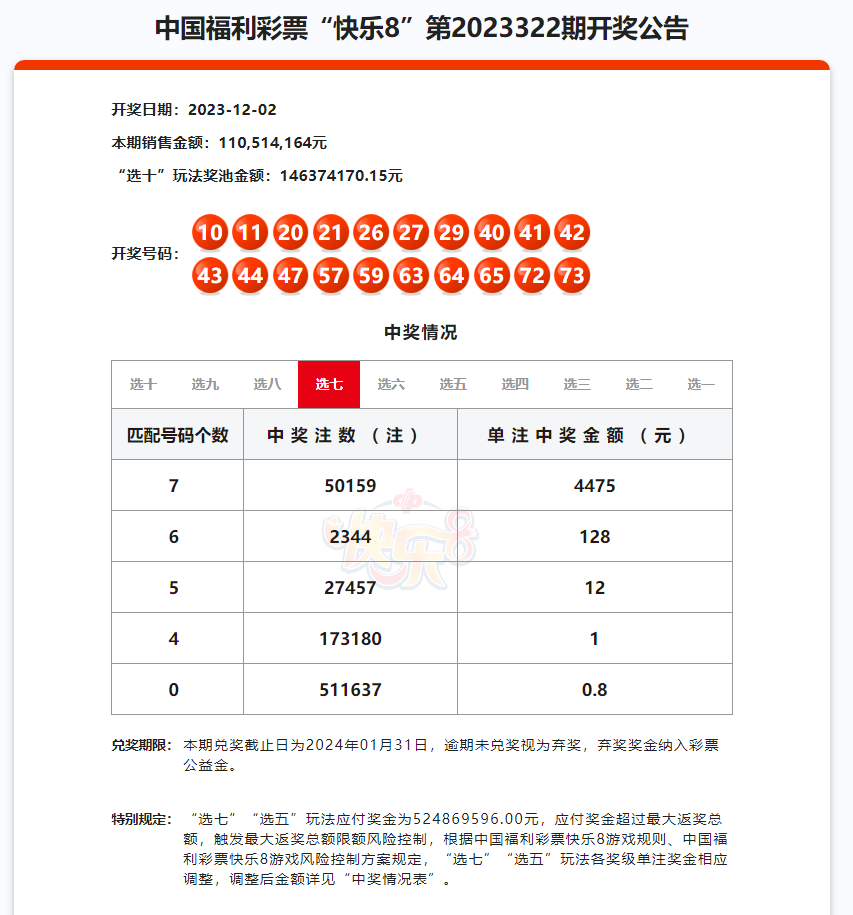 中国福利彩票“快乐8”第2023322期开奖公告
开奖日期：2023-12-02
本期销售金额：110,514,164元
“选十”玩法奖池金额：146374170.15元
开奖号码：
10 11 20 21 26 27 29 40 41 42
43 44 47 57 59 63 64 65 72 73
中奖情况
选十 选九 选八 选七 选六 选五 选四 选三 选二 选一
匹配号码个数 中奖注数（注） 单注中奖金额（元）
7 50159 4475
6 2344 128
5 27457 12
4 173180 1
0 511637 0.8
快乐8
兑奖期限： 本期兑奖截止日为2024年01月31日，逾期未兑奖视为弃奖，弃奖奖金纳入彩票
公益金。
特别规定： “选七”“选五”玩法应付奖金为524869596.00元，应付奖金超过最大返奖总
额，触发最大返奖总额限额风险控制，根据中国福利彩票快乐8游戏规则、中国福
利彩票快乐8游戏风险控制方案规定，“选七”“选五”玩法各奖级单注奖金相应
调整，调整后金额详见“中奖情况表”。